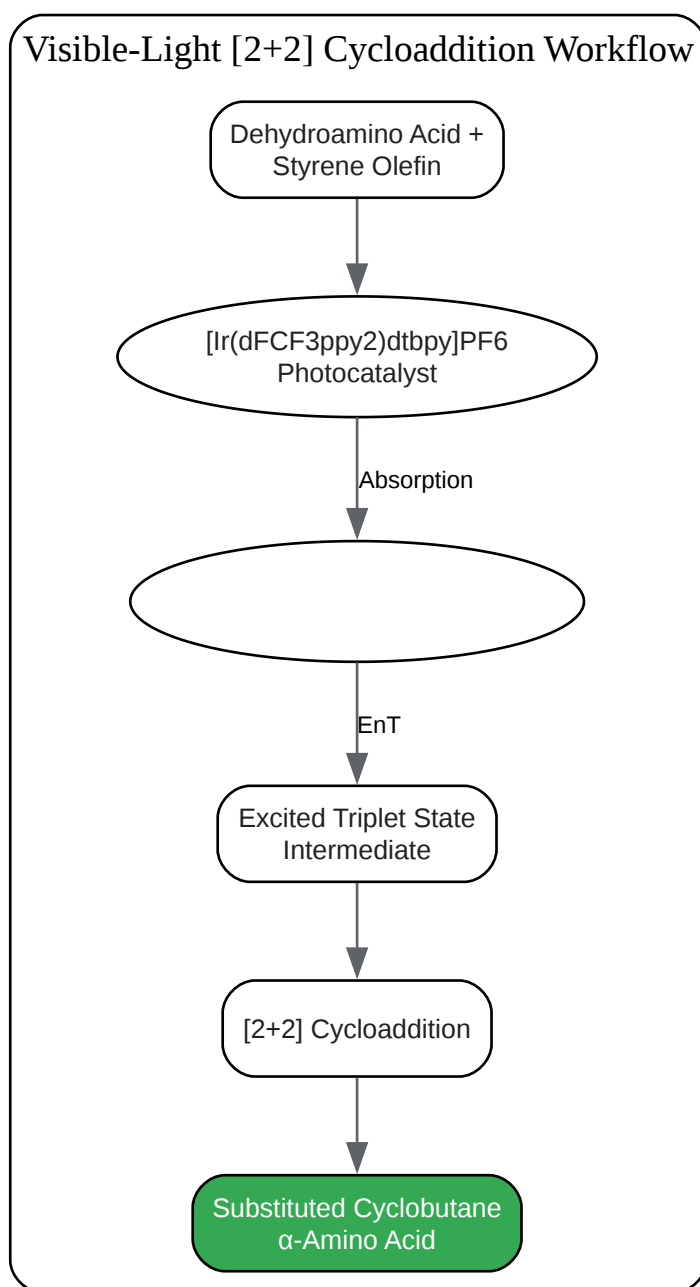 Visible-Light [2+2] Cycloaddition Workflow
Dehydroamino Acid +
Styrene Olefin
[Ir(dFCF3ppy2)dtbpy]PF6
Photocatalyst
Absorption
EnT
Excited Triplet State
Intermediate
[2+2] Cycloaddition
Substituted Cyclobutane
α-Amino Acid